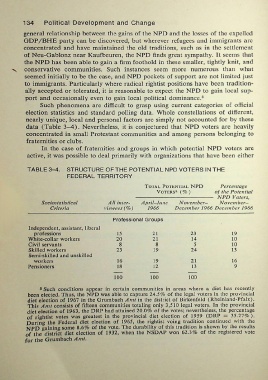 134 Political Development and Change
general relationship between the gains of the NPD and the losses of the expelled
GDP/BHE party can be discovered, but wherever refugees and immigrants are
concentrated and have maintained the old traditions, such as in the settlement
of Neu-Gablonz near Kaufbeuren, the NPD finds great sympathy. It seems that
the NPD has been able to gain a firm foothold in these smaller, tightly knit, and
conservative communities. Such instances seem more numerous than what
seemed initially to be the case, and NPD pockets of support are not limited just
to immigrants. Particularly where radical rightist positions have been tradition-
ally accepted or tolerated, it is reasonable to expect the NPD to gain local sup-
port and occasionally even to gain local political dominance.
Such phenomena are difficult to grasp using current categories of official
election statistics and standard polling data. Whole constellations of different,
nearly unique, local and personal factors are simply not accounted for by these
data (Table 3–4). Nevertheless, it is conjectured that NPD voters are heavily
concentrated in small Protestant communities and among persons belonging to
fraternities or clubs.
In the case of fraternities and groups in which potential NPD voters are
active, it was possible to deal primarily with organizations that have been either
TABLE 3-4. STRUCTURE OF THE POTENTIAL NPD VOTERS IN THE
FEDERAL TERRITORY
TOTAL POTENTIAL NPD Percentage
VOTERS (%) of the Potential
NPD Voters,
Sociostatistical All inter- April-June November– November–
Criteria viewees (%) 1966 December 1966 December 1966
Professional Groups
Independent, assistant, liberal
professions 15 21 23 19
White-collar workers 20 23 14 10
Civil servants 8 8 5 10
Skilled workers 23 19 24 15
Semiskilled and unskilled
workers 16 19 21 16
Pensioners 18 12 13 9
100 100 100
Such conditions appear in certain communities in areas where a diet has recently
been elected. Thus, the NPD was able to capture 24.5% of the legal voters in the provincial
diet election of 1967 in the Grumbach Amt in the district of Birkenfeld (Rheinland-Pfalz).
This Amt consists of fifteen communities totaling only 2,510 legal voters. In the provincial
diet election of 1963, the DRP had attained 20.0% of the votes; nevertheless, the percentage
of rightist votes was greatest in the provincial diet election of 1959
During the Federal diet election of 1965, the rightist voting tradition continued with the
NPD gaining some 8.6% of the vote. The durability of this tradition is shown by the results
of the official diet election of 1932, when the NSDAP won 62.5% of the registered vote
for the Grumbach Amt.